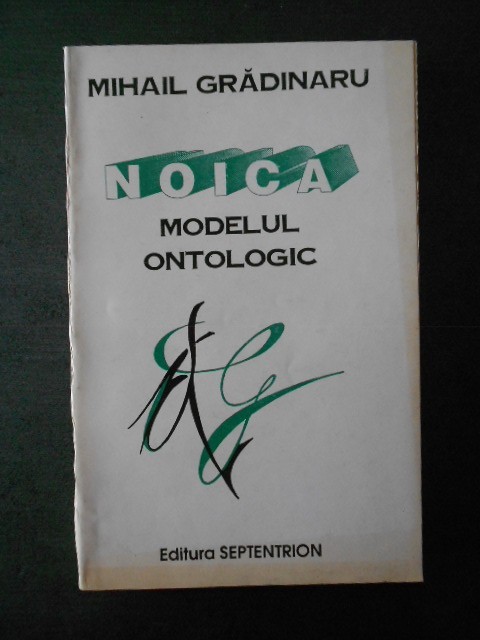 MIHAIL GRĂDINARU
NOICA
MODELUL
ONTOLOGIC
Editura SEPTENTRION